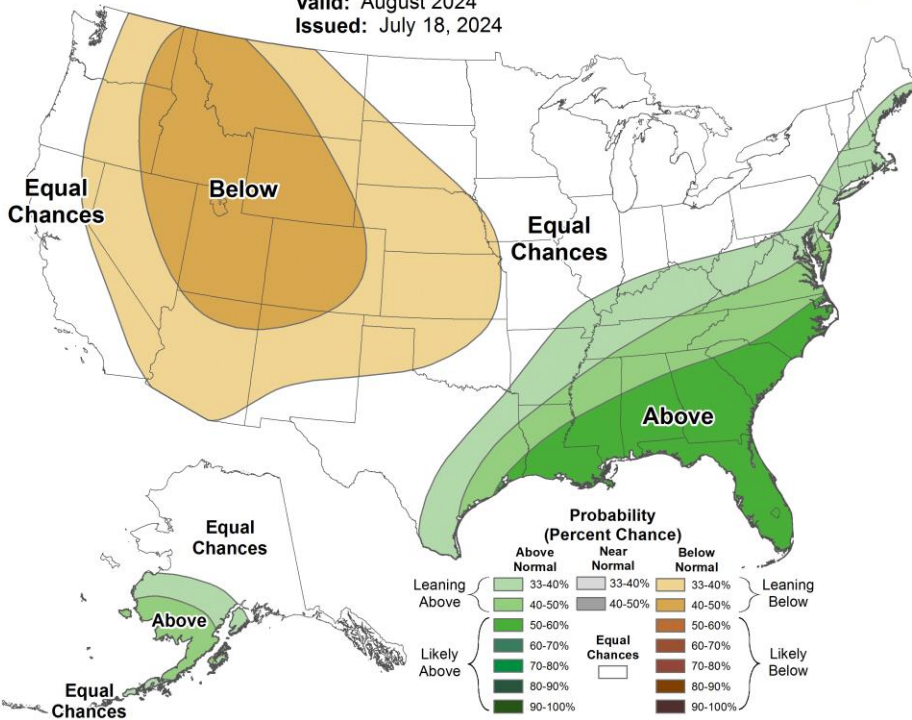 Valid: August 2024
Issued: July 18, 2024
Equal
Chances
Below
Equal
Chances
Above
Equal
Chances
Above
Equal
Chances
Probability
(Percent Chance)
Above
Normal
Near
Normal
Below
Normal
Leaning
Above
33-40%
33-40%
33-40%
Leaning
Below
40-50%
40-50%
40-50%
Likely
Above
50-60%
Equal
Chances
50-60%
Likely
Below
60-70%
60-70%
70-80%
70-80%
80-90%
80-90%
90-100%
90-100%